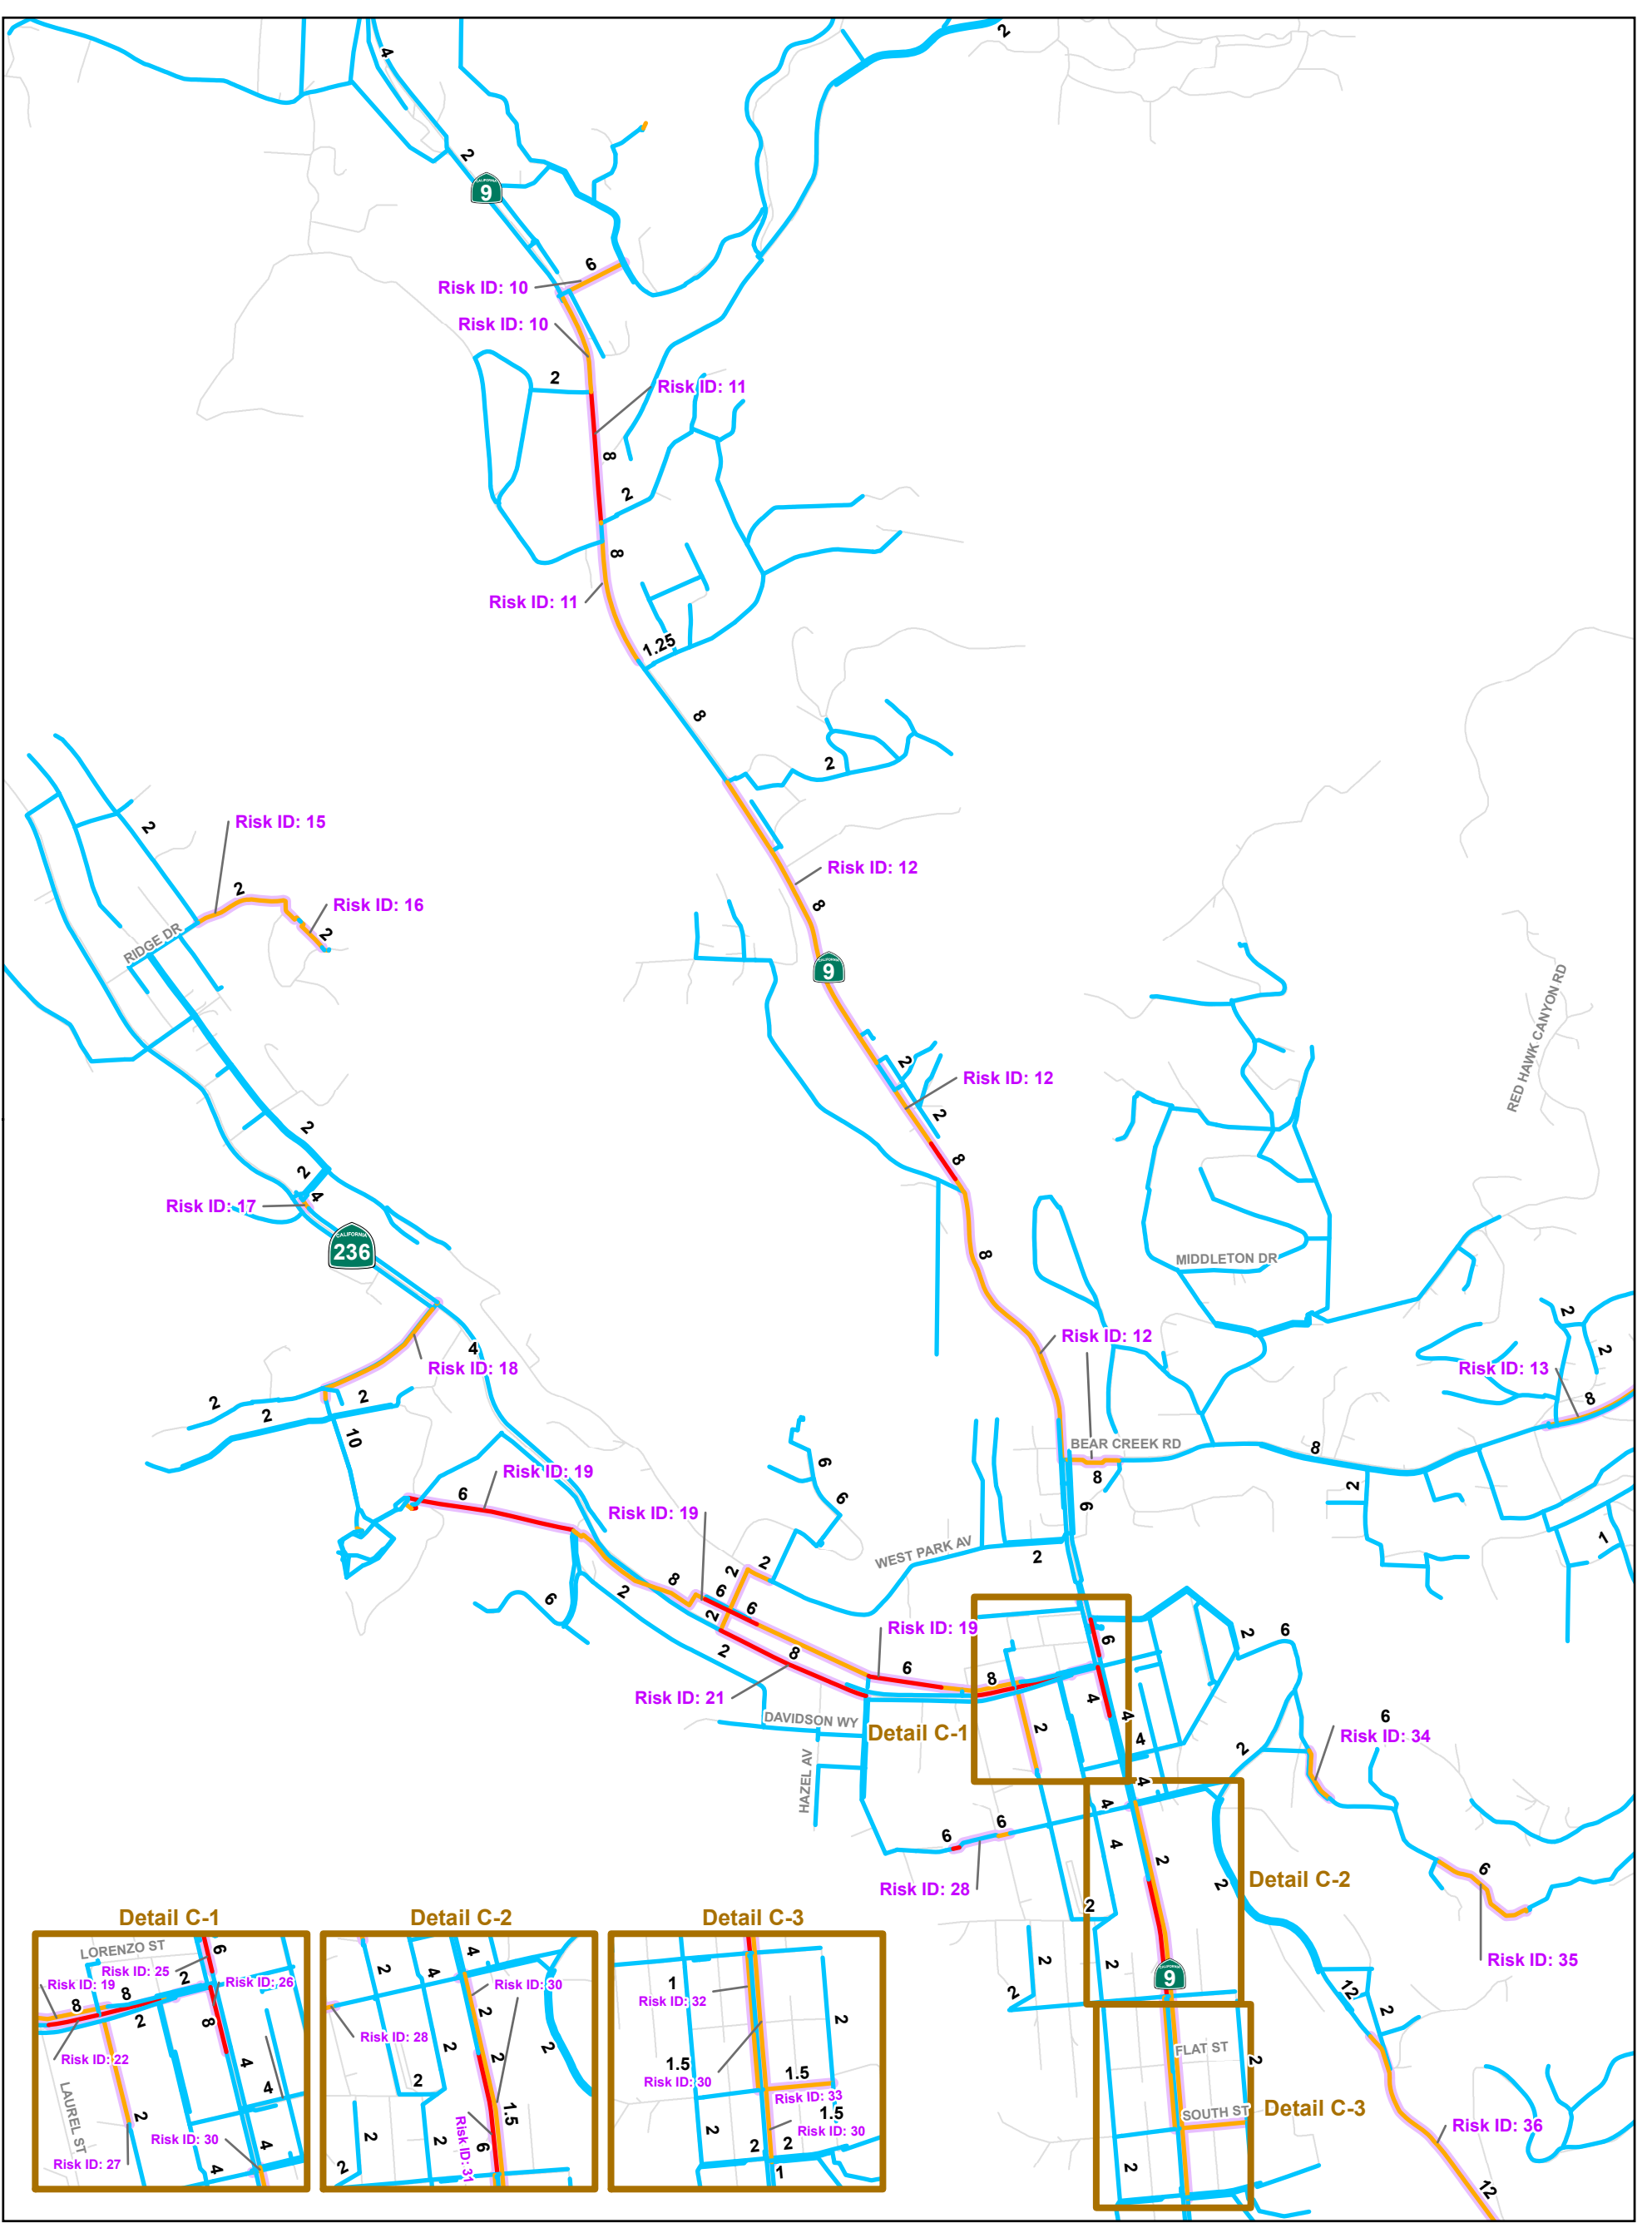 2
4
2
CALIFORNIA
9
6
Risk ID: 10
Risk ID: 10
2
Risk ID: 11
8
2
8
Risk ID: 11
1.25
8
2
2
Risk ID: 15
2
Risk ID: 16
2
RIDGE DR
Risk ID: 12
8
CALIFORNIA
9
RED HAWK CANYON RD
2
Risk ID: 12
2
8
2
2
4
Risk ID: 17
CALIFORNIA
236
8
MIDDLETON DR
Risk ID: 12
4
Risk ID: 18
2
2
2
10
2
2
Risk ID: 13
8
BEAR CREEK RD
8
8
2
1
Risk ID: 19
6
6
6
6
Risk ID: 19
WEST PARK AV
2
2
2
8
6
6
2
2
6
2
8
Risk ID: 21
Risk ID: 19
6
8
6
4
2
4
4
2
6
DAVIDSON WY
HAZEL AV
Detail C-1
2
6
Risk ID: 34
4
4
4
6
6
Risk ID: 28
2
2
2
Detail C-2
6
Risk ID: 35
2
2
2
2
CALIFORNIA
9
12
2
FLAT ST
2
SOUTH ST
Detail C-3
2
Risk ID: 36
12
Detail C-1
LORENZO ST
6
Risk ID: 25
2
Risk ID: 26
Risk ID: 19
8
8
2
8
Risk ID: 22
4
4
LAUREL ST
2
Risk ID: 30
4
4
Risk ID: 27
Detail C-2
4
2
4
Risk ID: 30
2
Risk ID: 28
2
2
2
2
1.5
2
2
6
Risk ID: 31
2
Detail C-3
1
Risk ID: 32
2
1.5
1.5
Risk ID: 30
Risk ID: 33
1.5
Risk ID: 30
2
2
2
1